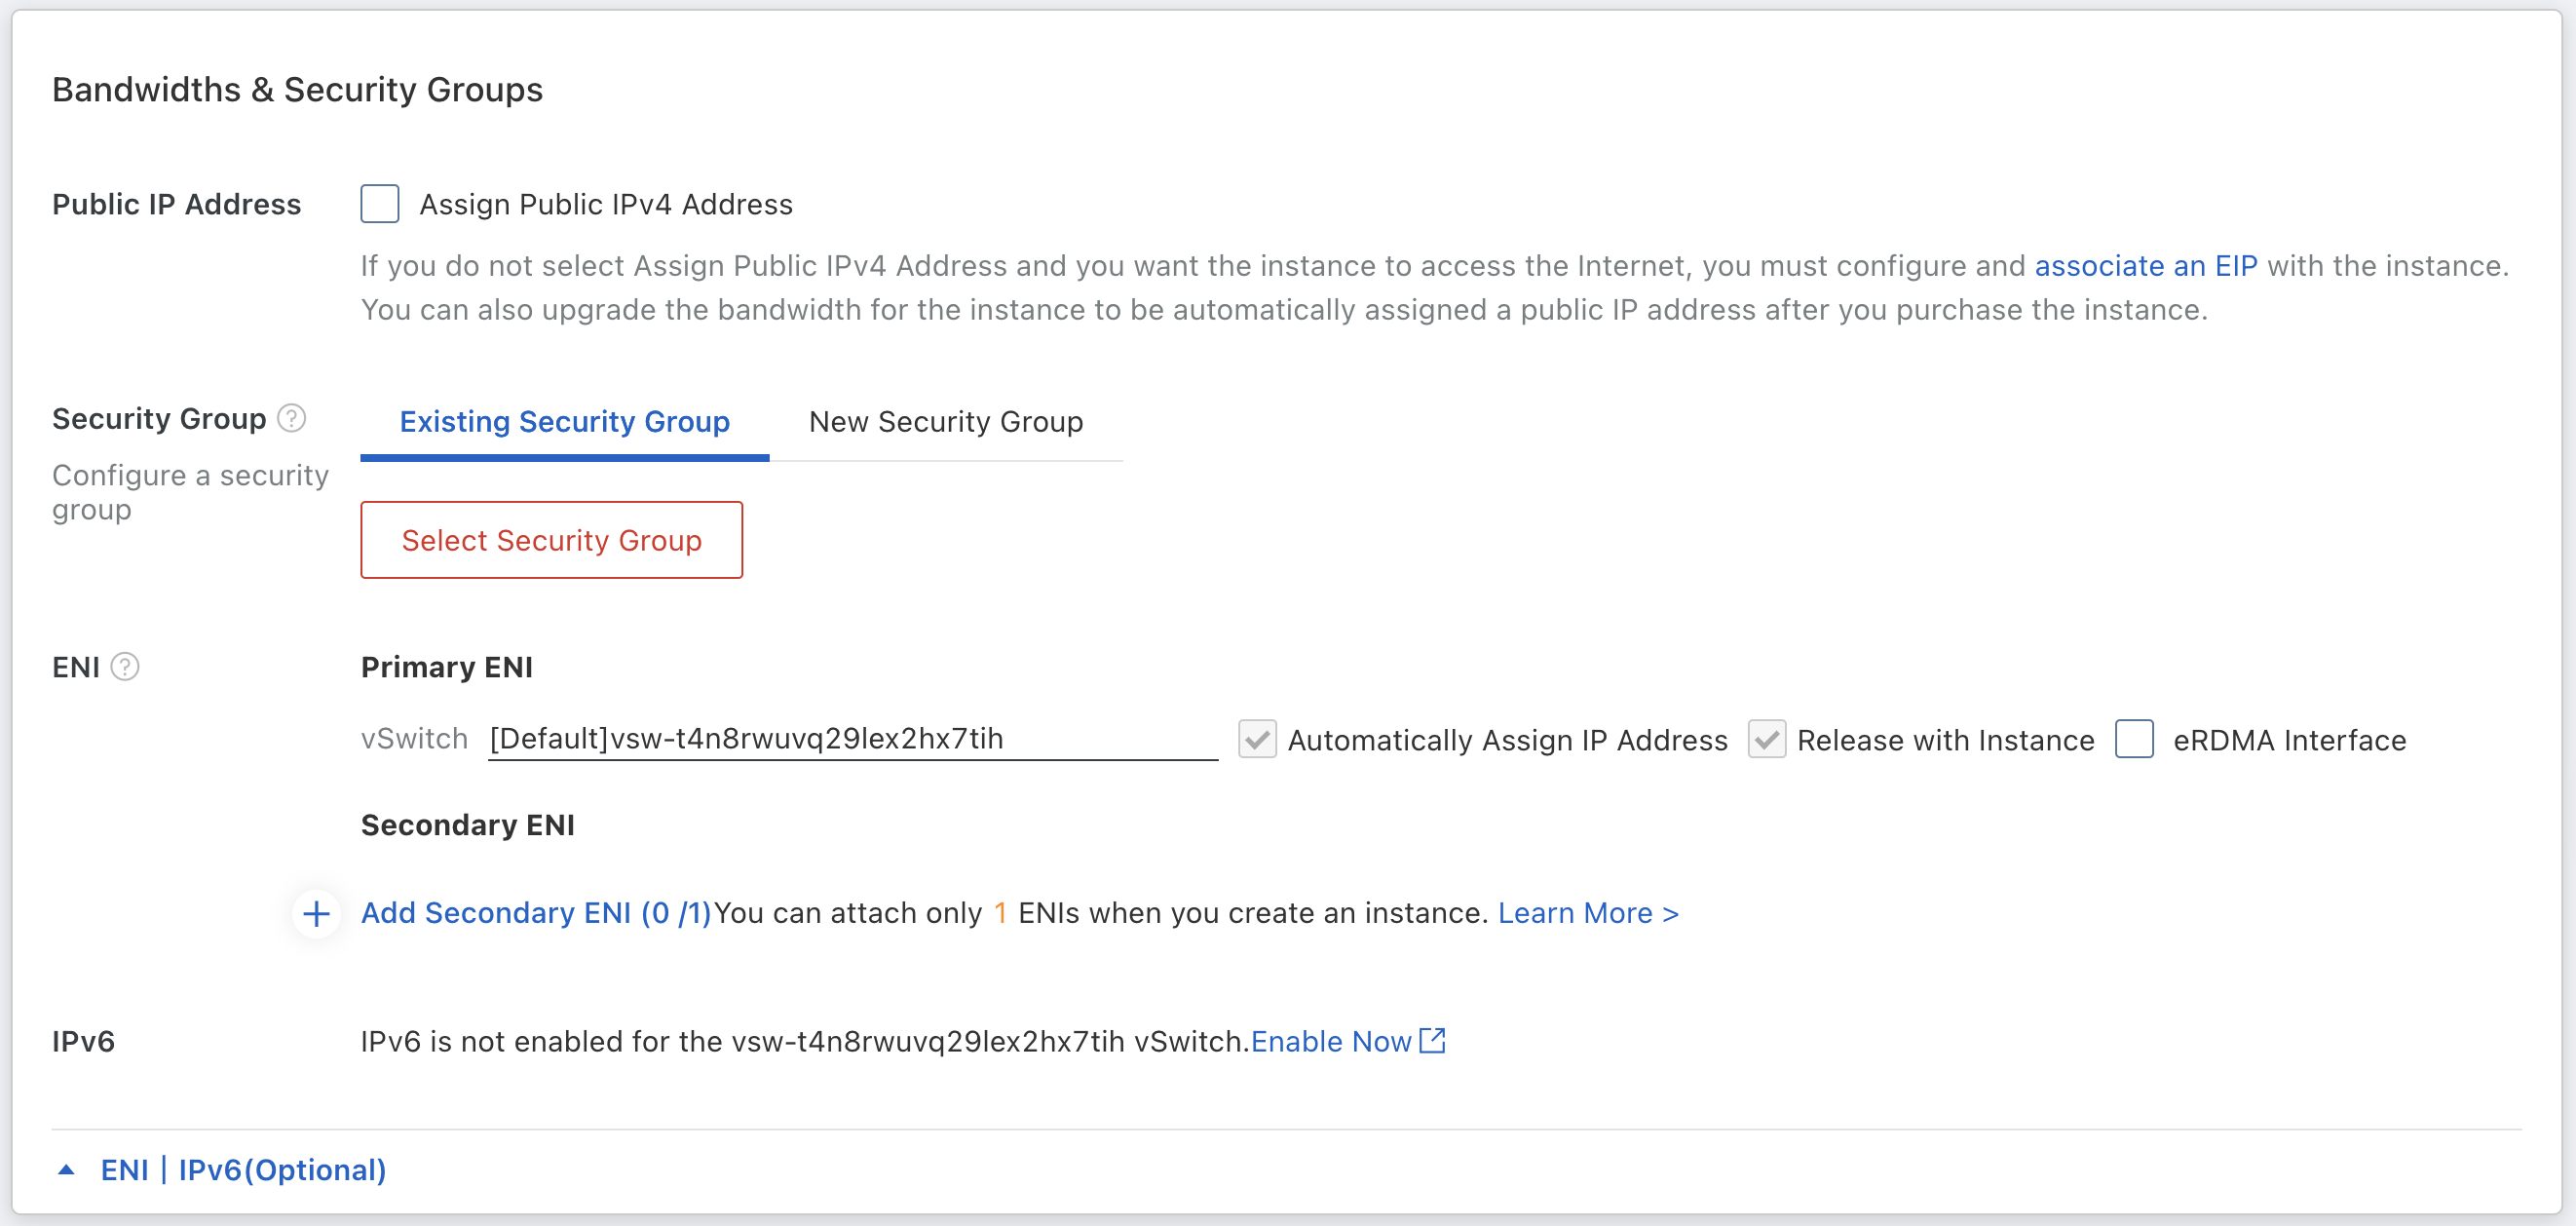 Bandwidths & Security Groups
Public IP Address
Assign Public IPv4 Address
If you do not select Assign Public IPv4 Address and you want the instance to access the Internet, you must configure and associate an EIP with the instance.
You can also upgrade the bandwidth for the instance to be automatically assigned a public IP address after you purchase the instance.
Security Group ?
Existing Security Group New Security Group
Configure a security
group
Select Security Group
ENI ?
Primary ENI
vSwitch [Default]vsw-t4n8rwuvq29lex2hx7tih Automatically Assign IP Address Release with Instance eRDMA Interface
Secondary ENI
+ Add Secondary ENI (0 /1)You can attach only 1 ENIs when you create an instance. Learn More >
IPv6
IPv6 is not enabled for the vsw-t4n8rwuvq29lex2hx7tih vSwitch.Enable Now
ENI | IPv6(Optional)